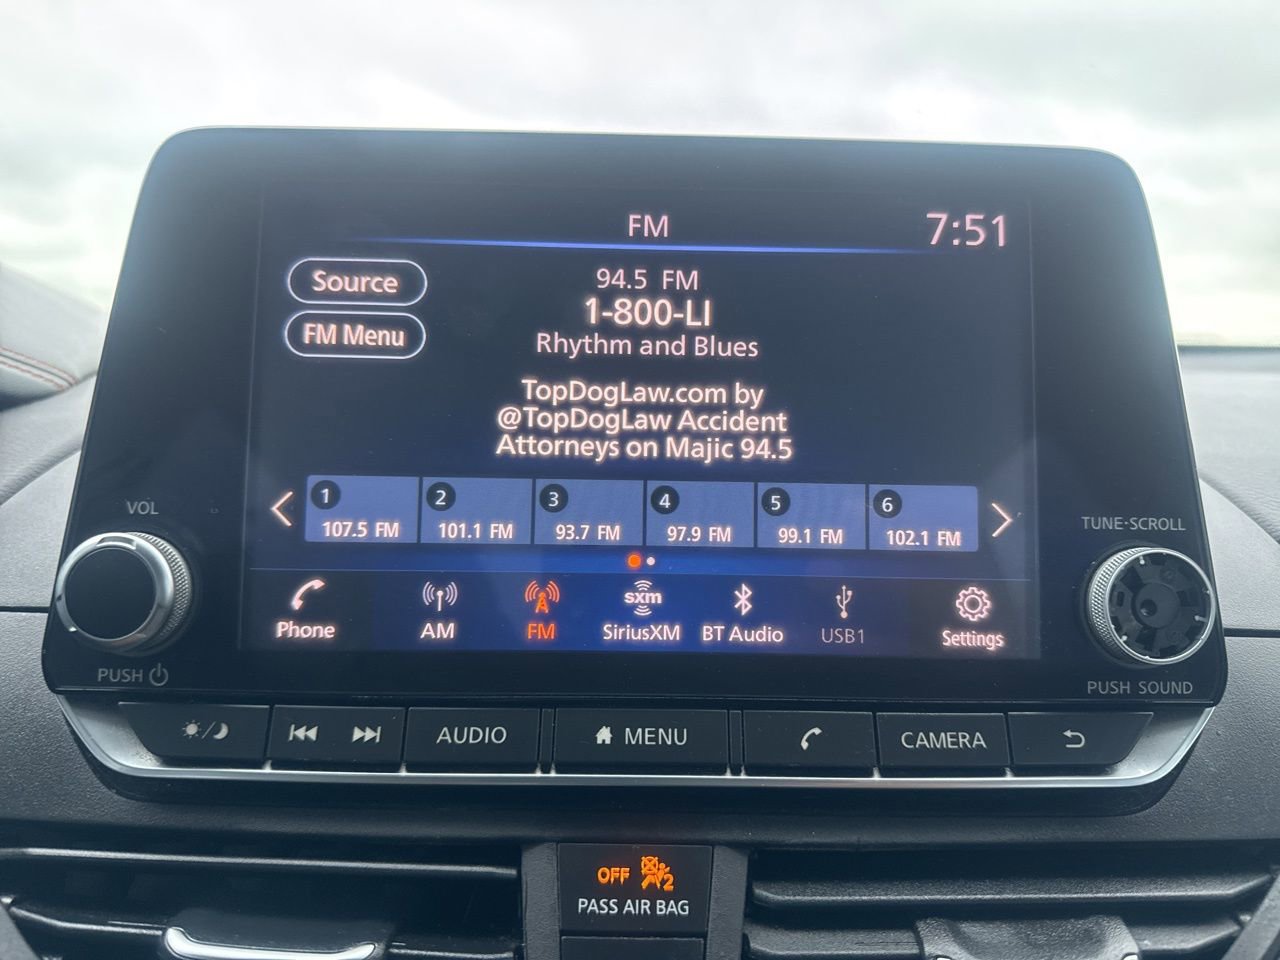 FM
7:51
Source
94.5 FM
1-800-LI
FM Menu
Rhythm and Blues
TopDogLaw.com by
@TopDogLaw Accident
Attorneys on Majic 94.5
1 2 3 4 5 6
107.5 FM 101.1 FM 93.7 FM 97.9 FM 99.1 FM 102.1 FM
VOL
TUNE·SCROLL
sxm
Phone AM FM SiriusXM BT Audio USB1 Settings
PUSH
PUSH SOUND
AUDIO MENU CAMERA
OFF 2
PASS AIR BAG